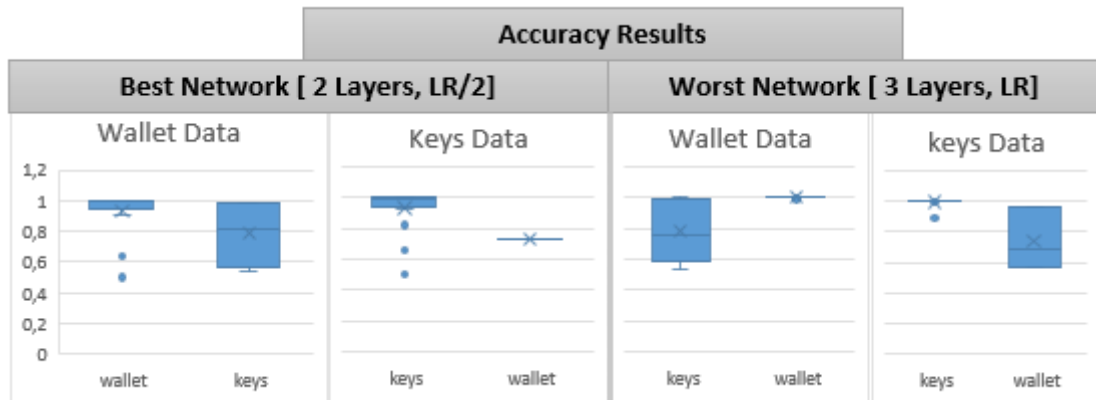 Accuracy Results
Best Network [ 2 Layers, LR/2]
Worst Network [ 3 Layers, LR]
Wallet Data
Keys Data
Wallet Data
keys Data
1,2
1
0,8
0,6
0,4
0,2
0
wallet
keys
keys
wallet
keys
wallet
keys
wallet